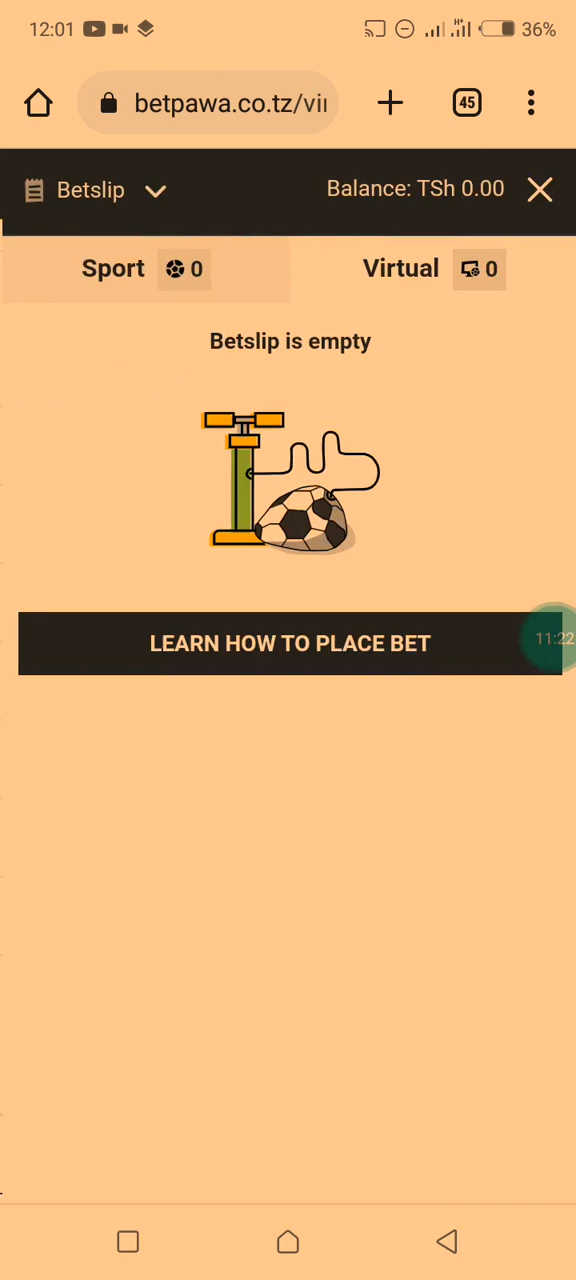 12:01 36%
betpawa.co.tz/vi
45
Betslip Balance: TSh 0.00
Sport 0 Virtual 0
Betslip is empty
LEARN HOW TO PLACE BET
11:22